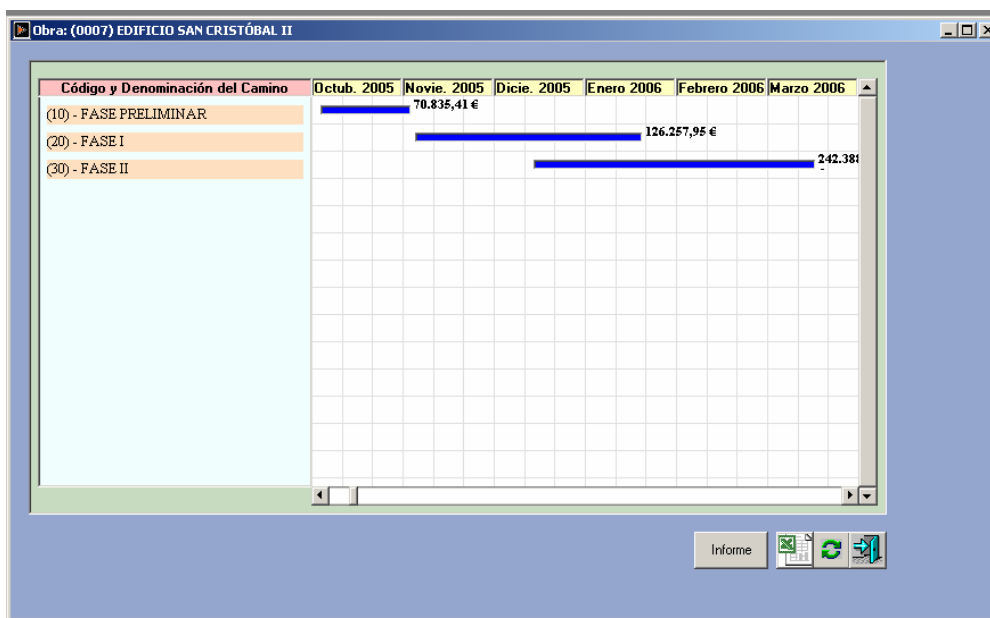 Obra: (0007) EDIFICIO SAN CRISTÓBAL II
Código y Denominación del Camino Octub. 2005 Novie. 2005 Dicie. 2005 Enero 2006 Febrero 2006 Marzo 2006
(10) - FASE PRELIMINAR 70.835,41 €
(20) - FASE I 126.257,95 €
(30) - FASE II
Informe